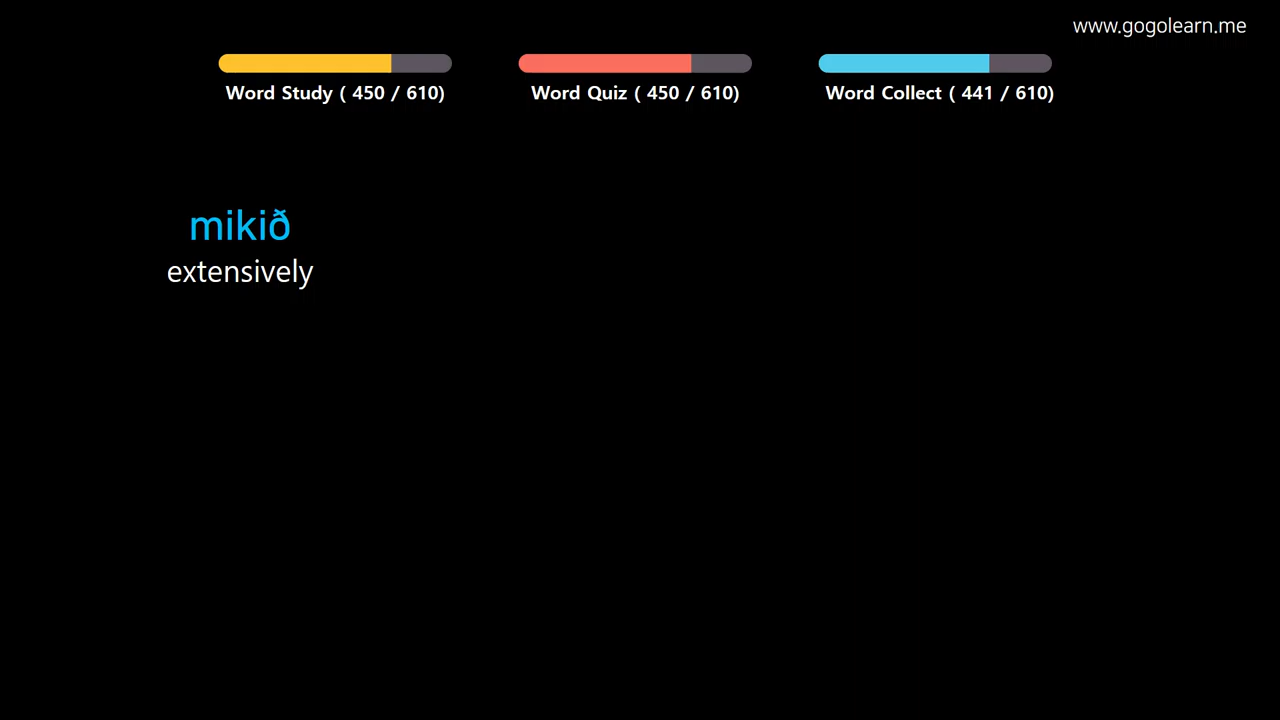 www.gogolearn.me
Word Study ( 450 / 610)
Word Quiz ( 450 / 610)
Word Collect ( 441 / 610)
mikið
extensively